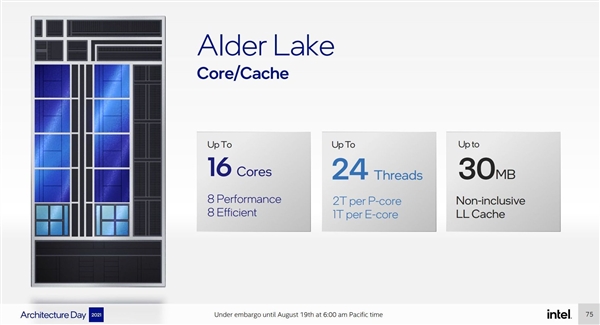 Alder Lake
Core/Cache
Up To
16 Cores
8 Performance
8 Efficient
Up To
24 Threads
2T per P-core
1T per E-core
Up to
30MB
Non-inclusive
LL Cache
Architecture Day 2021
Under embargo until August 19th at 6:00 am Pacific time
intel.
75